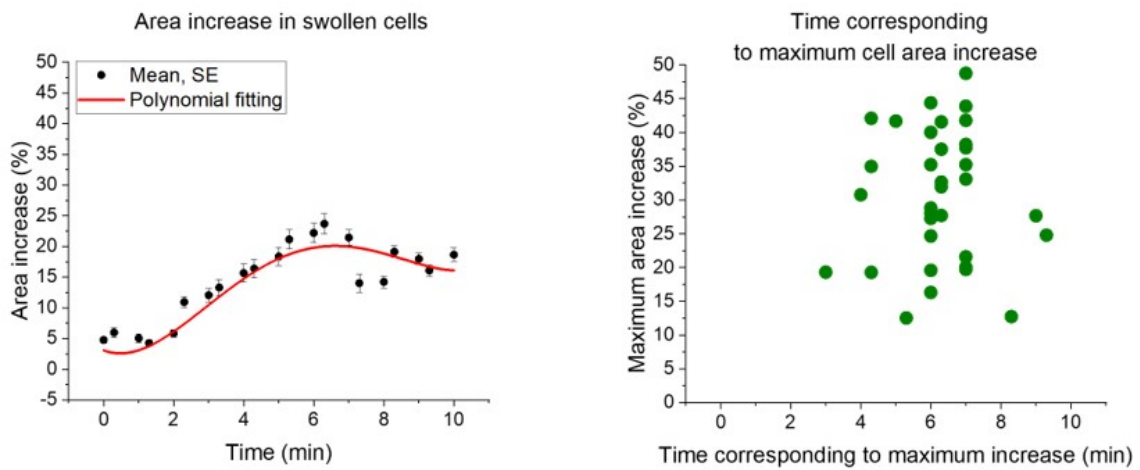 Area increase in swollen cells
50
45
40
35
30
25
20
15
10
5
0
-5
Area increase (%)
Mean, SE
Polynomial fitting
0 2 4 6 8 10
Time (min)
Time corresponding
to maximum cell area increase
50
45
40
35
30
25
20
15
10
5
0
Maximum area increase (%)
0 2 4 6 8 10
Time corresponding to maximum increase (min)